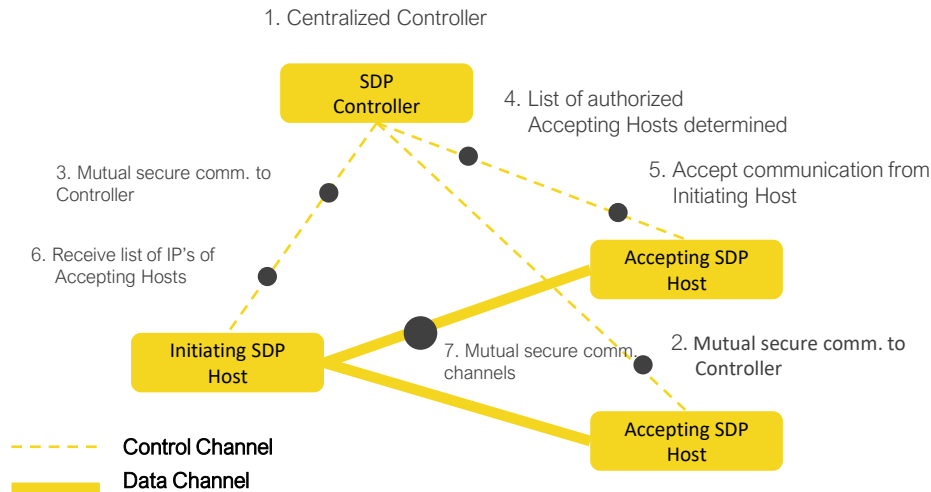 1. Centralized Controller
SDP
Controller
4. List of authorized
Accepting Hosts determined
3. Mutual secure comm. to
Controller
5. Accept communication from
Initiating Host
6. Receive list of IP's of
Accepting Hosts
Accepting SDP
Host
Initiating SDP
Host
7. Mutual secure comm.
channels
2. Mutual secure comm. to
Controller
Accepting SDP
Host
Control Channel
Data Channel